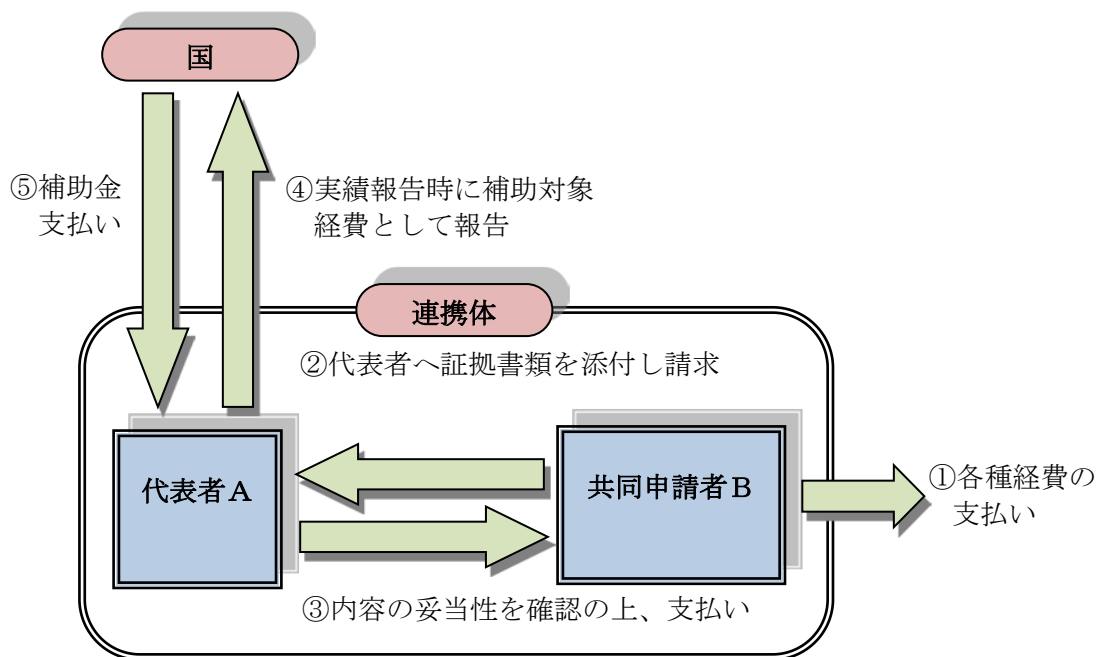 国
⑤補助金
支払い
④実績報告時に補助対象
経費として報告
連携体
②代表者へ証拠書類を添付し請求
代表者Ａ
共同申請者Ｂ
①各種経費の
支払い
③内容の妥当性を確認の上、支払い